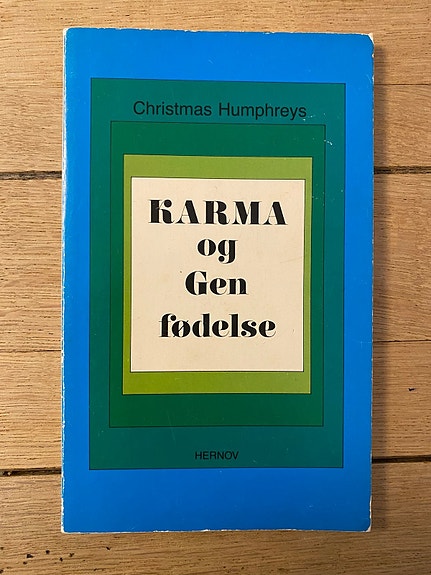 Christmas Humphreys
KARMA
og
Gen
fødelse
HERNOV